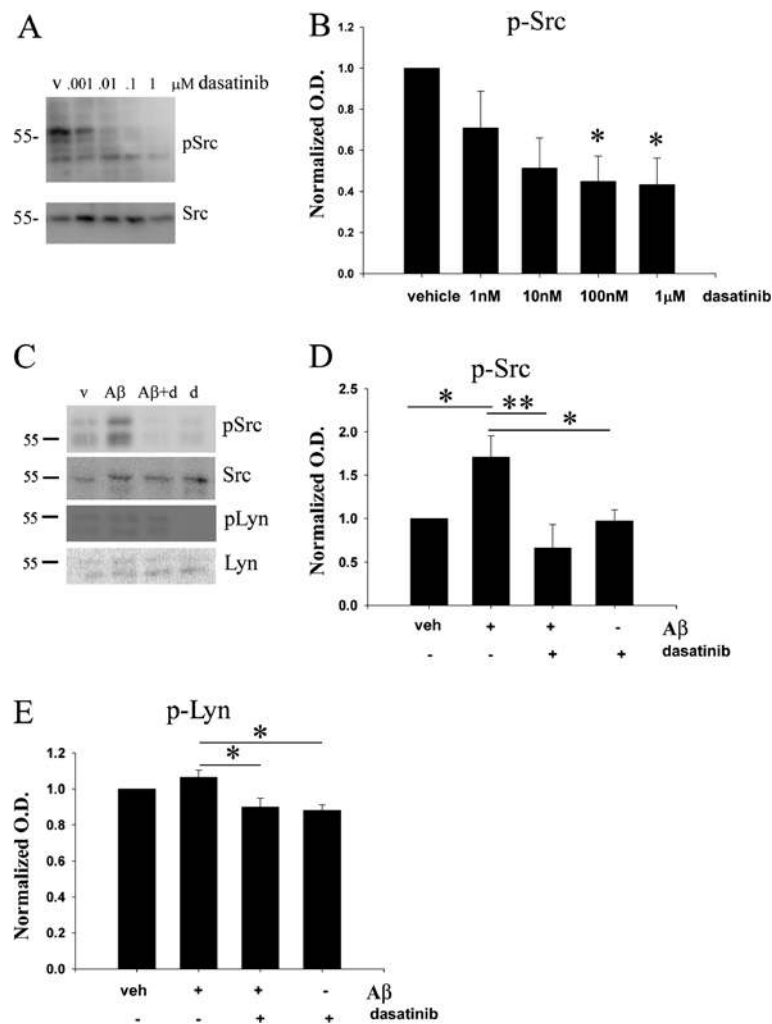 A
v .001 .01 .1 1 μM dasatinib
55-
pSrc
55-
Src
B
p-Src
Normalized O.D.
1.0
0.8
0.6
0.4
0.2
0.0
* *
vehicle 1nM 10nM 100nM 1μM dasatinib
C
v Aβ Aβ+d d
pSrc
55
55
Src
55
pLyn
55
Lyn
D
p-Src
Normalized O.D.
2.5
2.0
1.5
1.0
0.5
0.0
* ** *
veh + + - Aβ
- - + + dasatinib
E
p-Lyn
Normalized O.D.
1.2
1.0
0.8
0.6
0.4
0.2
0.0
*
*
veh + + - Aβ
- - + + dasatinib